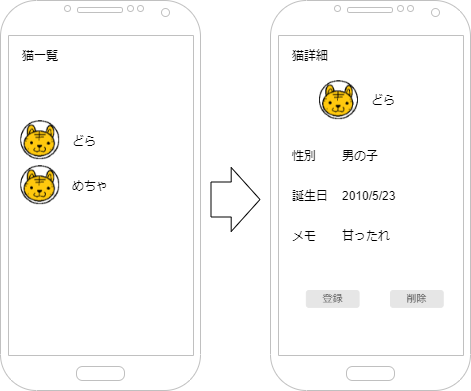 猫一覧
どら
めちゃ
猫詳細
どら
性別 男の子
誕生日 2010/5/23
メモ 甘ったれ
登録 削除